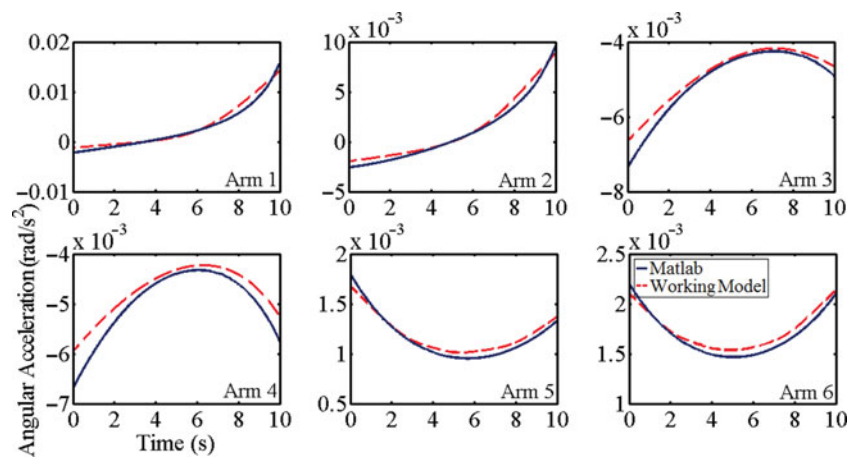 x 10⁻³ x 10⁻³
0.02 10 −4
0.01 5 −6
0 0
−0.01 −5 −8
Arm 1 Arm 2 Arm 3
0 2 4 6 8 10 0 2 4 6 8 10 0 2 4 6 8 10
x 10⁻³ x 10⁻³ x 10⁻³
−4 2 2.5
−5 1.5 2
−6 1 1.5
−7 0.5 1
Matlab
Working Model
Arm 4 Arm 5 Arm 6
0 2 4 6 8 10 0 2 4 6 8 10 0 2 4 6 8 10
Time (s)
Angular Acceleration (rad/s²)